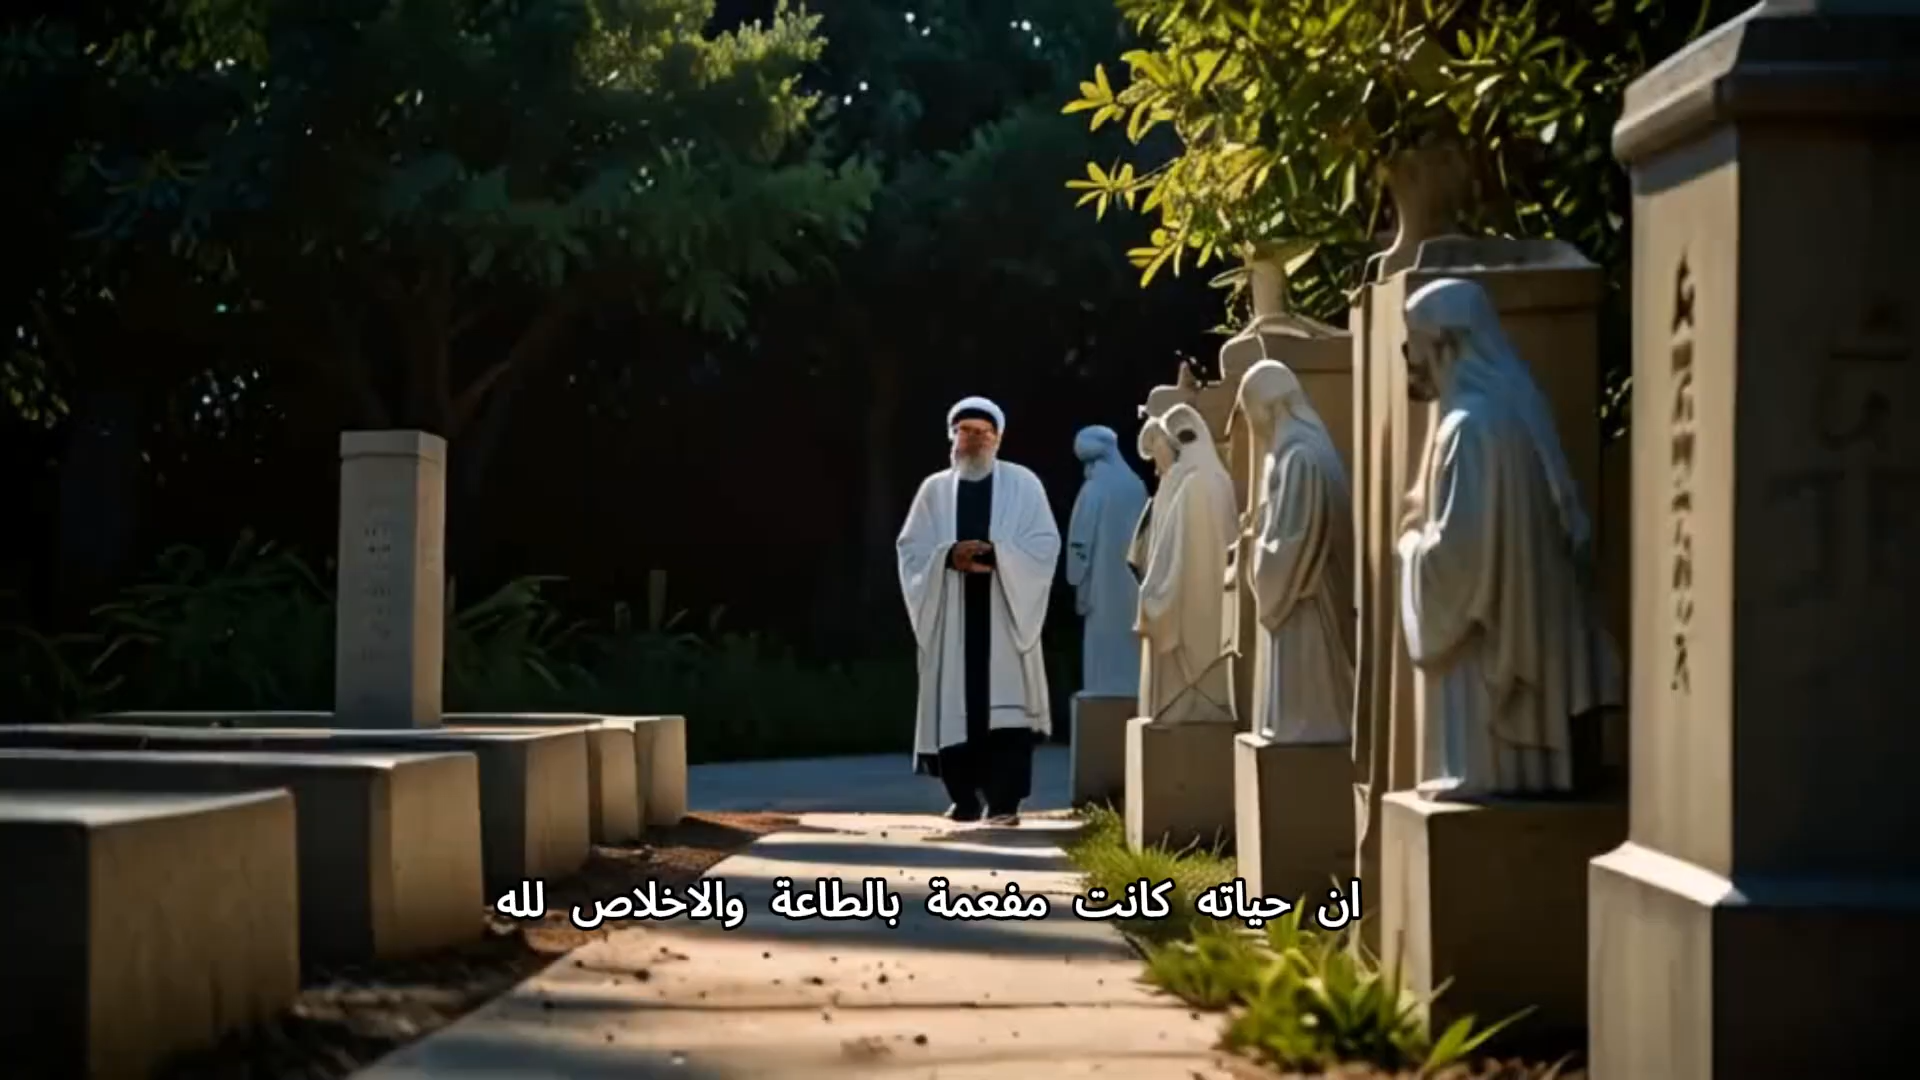 ان حياته كانت مفعمة بالطاعة والاخلاص لله